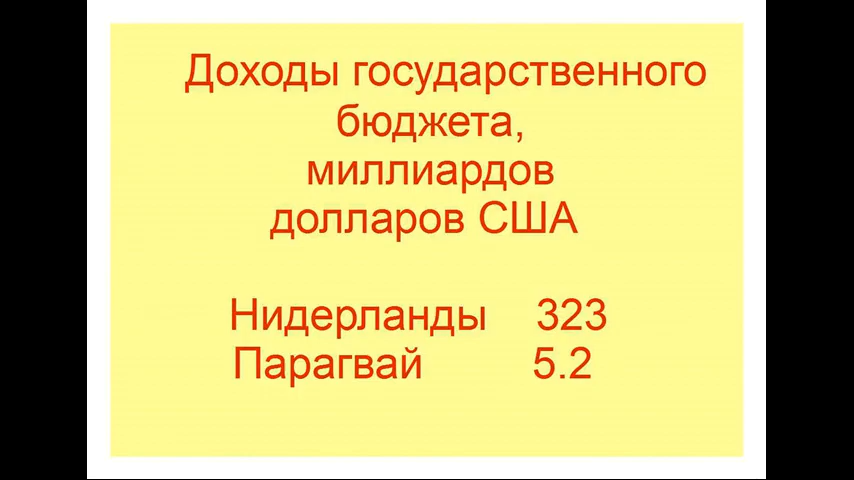 Доходы государственного
бюджета,
миллиардов
долларов США
Нидерланды 323
Парагвай 5.2